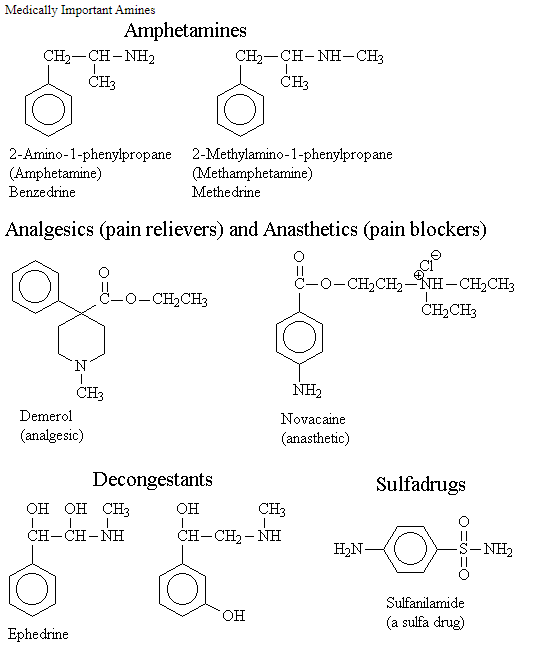 Medically Important Amines
Amphetamines
CH2–CH–NH2
CH3
CH2–CH–NH–CH3
CH3
2-Amino-1-phenylpropane
(Amphetamine)
Benzedrine
2-Methylamino-1-phenylpropane
(Methamphetamine)
Methedrine
Analgesics (pain relievers) and Anasthetics (pain blockers)
O
C–O–CH2CH3
N
CH3
Demerol
(analgesic)
O
Cl⊖
C–O–CH2CH2–⊕NH–CH2CH3
CH2CH3
NH2
Novacaine
(anasthetic)
Decongestants
OH OH CH3
CH–CH–NH
Ephedrine
OH CH3
CH–CH2–NH
OH
Sulfadrugs
O
H2N– –S–NH2
O
Sulfanilamide
(a sulfa drug)